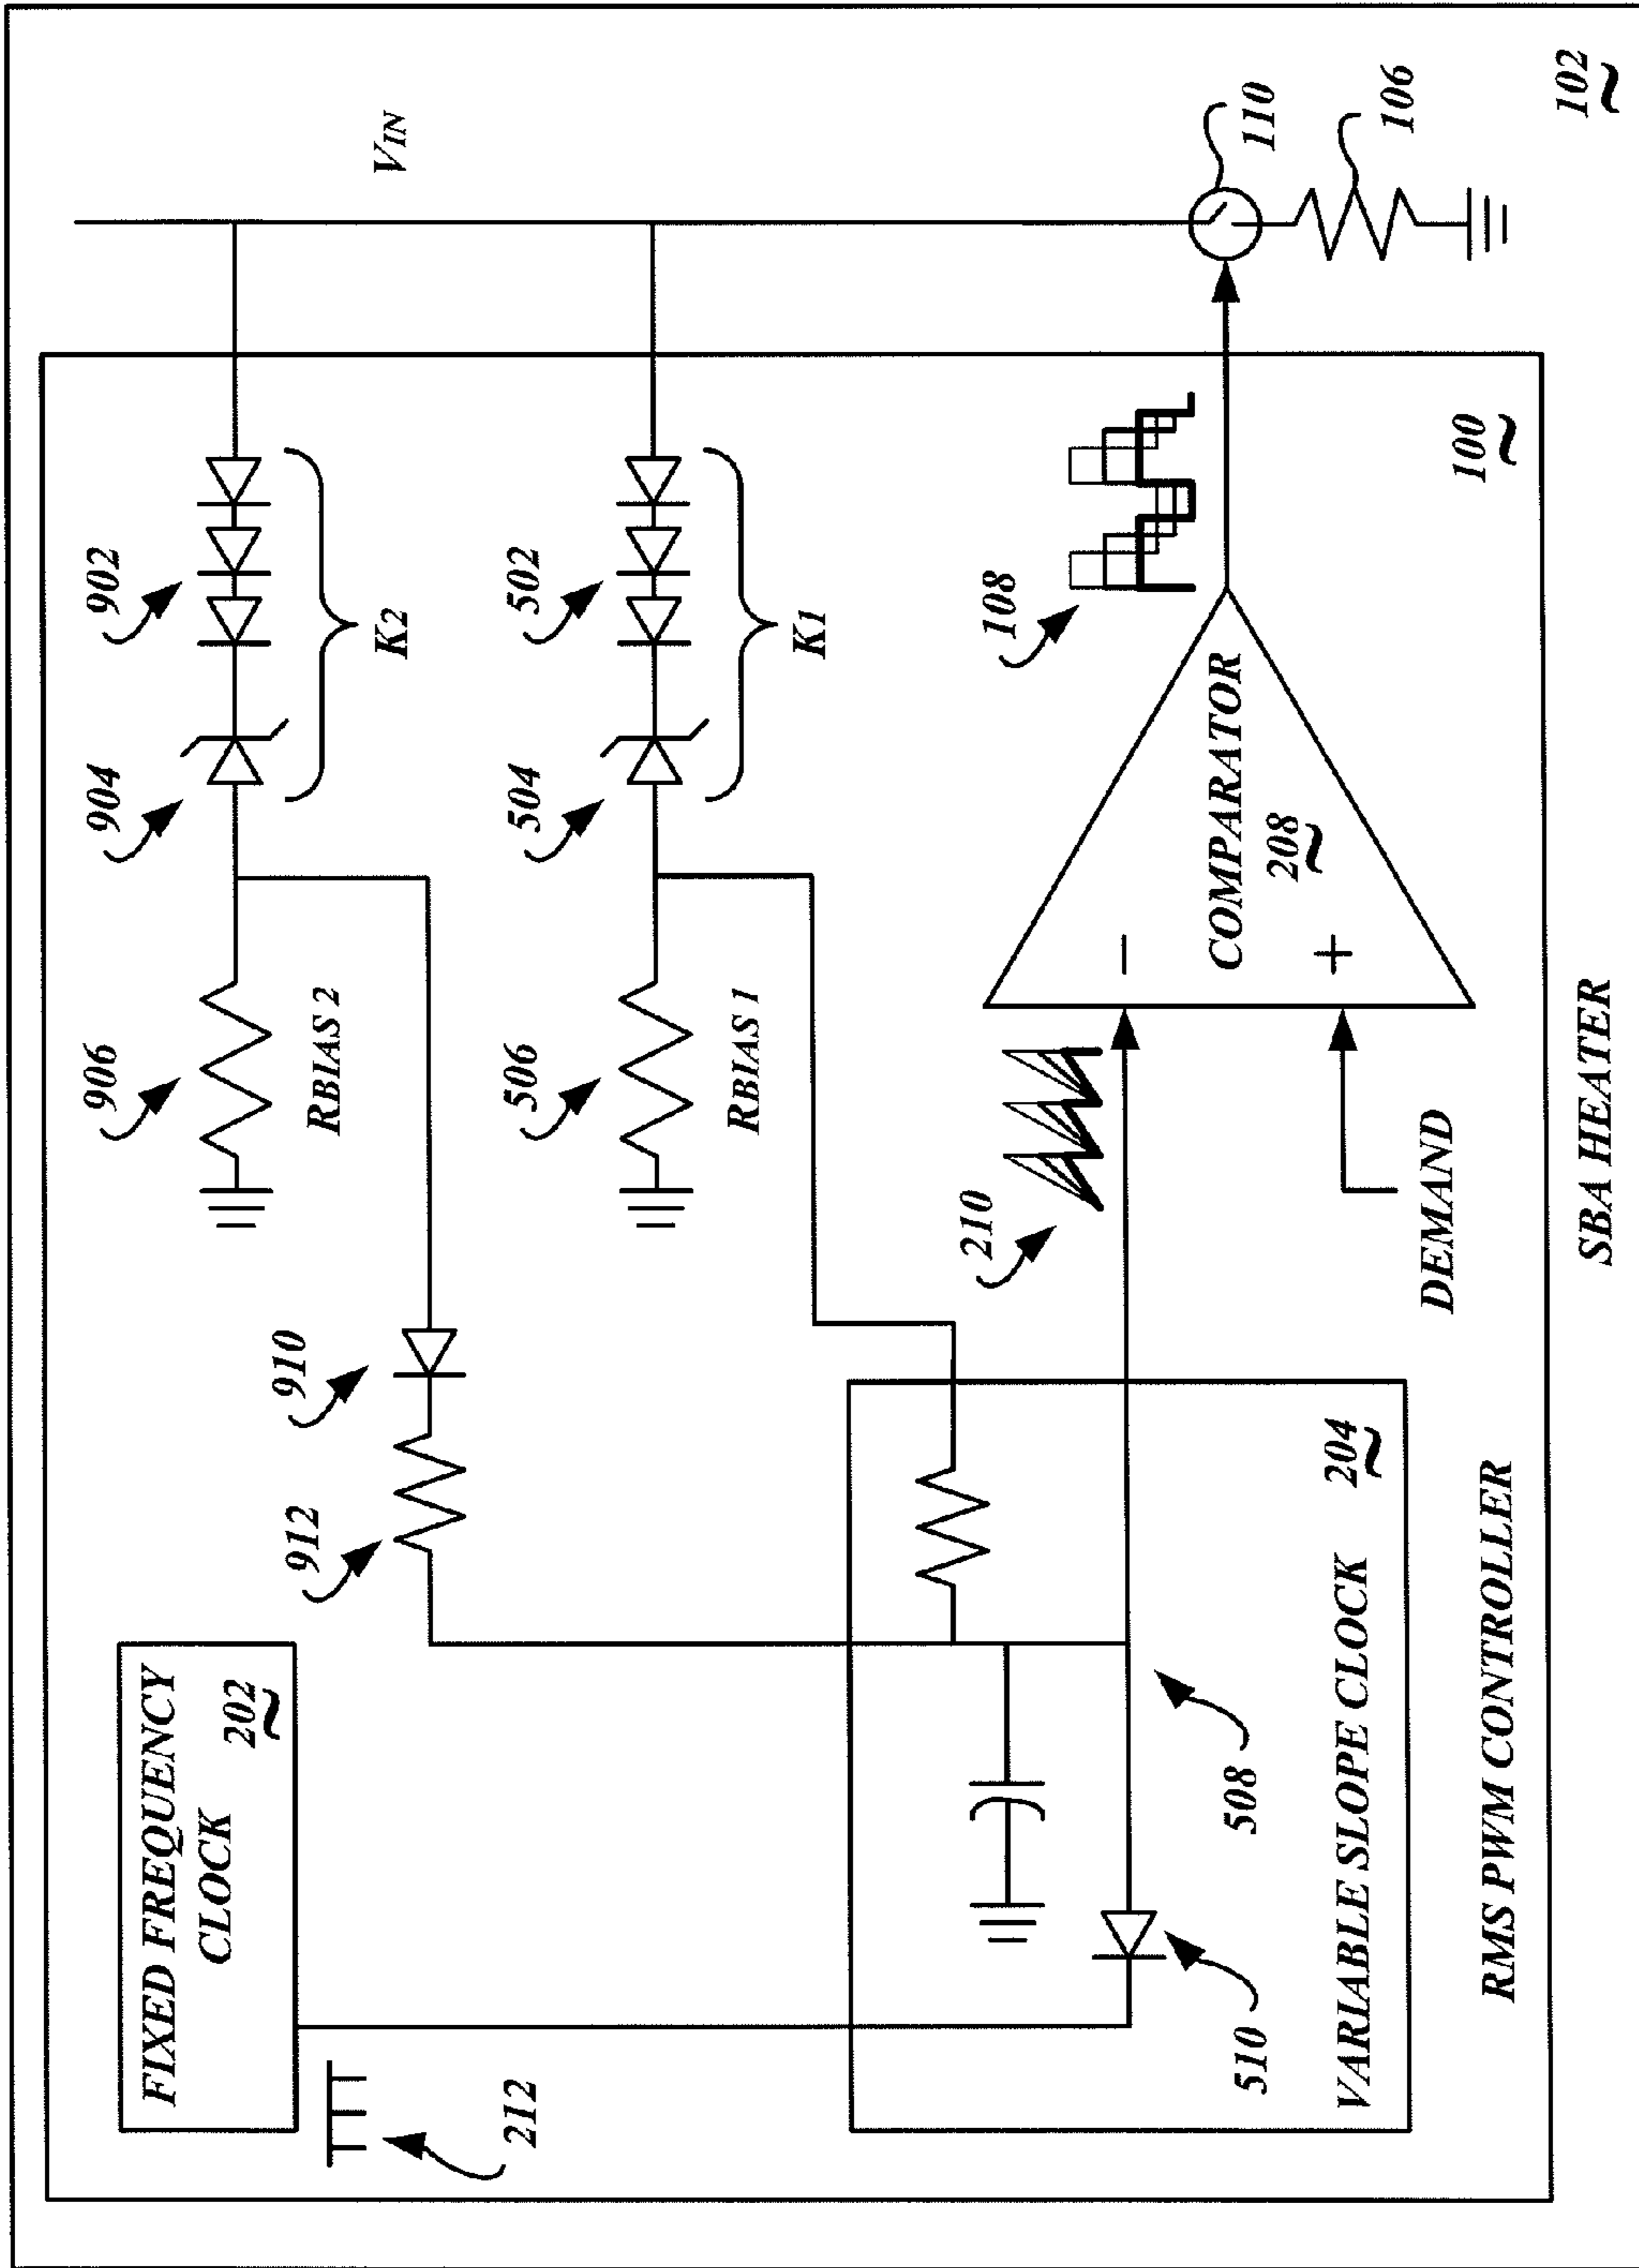 FIXED FREQUENCY
CLOCK
202
212
912
910
906
904
902
RBIAS 2
K2
VIN
506
504
502
RBIAS 1
K1
510
508
204
VARIABLE SLOPE CLOCK
210
108
−
+
COMPARATOR
208
DEMAND
110
106
100
RMS PWM CONTROLLER
102
SBA HEATER